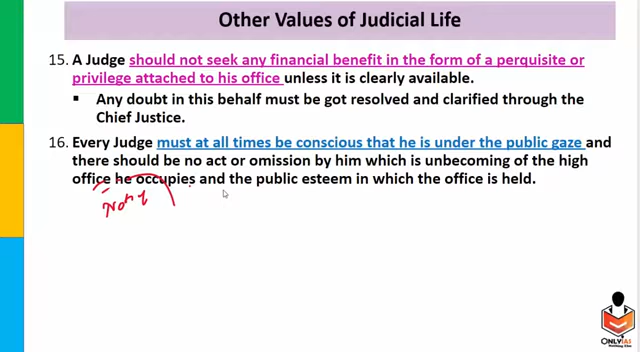 Other Values of Judicial Life
15. A Judge should not seek any financial benefit in the form of a perquisite or
privilege attached to his office unless it is clearly available.
▪ Any doubt in this behalf must be got resolved and clarified through the
Chief Justice.
16. Every Judge must at all times be conscious that he is under the public gaze and
there should be no act or omission by him which is unbecoming of the high
office he occupies and the public esteem in which the office is held.
ONLYIAS